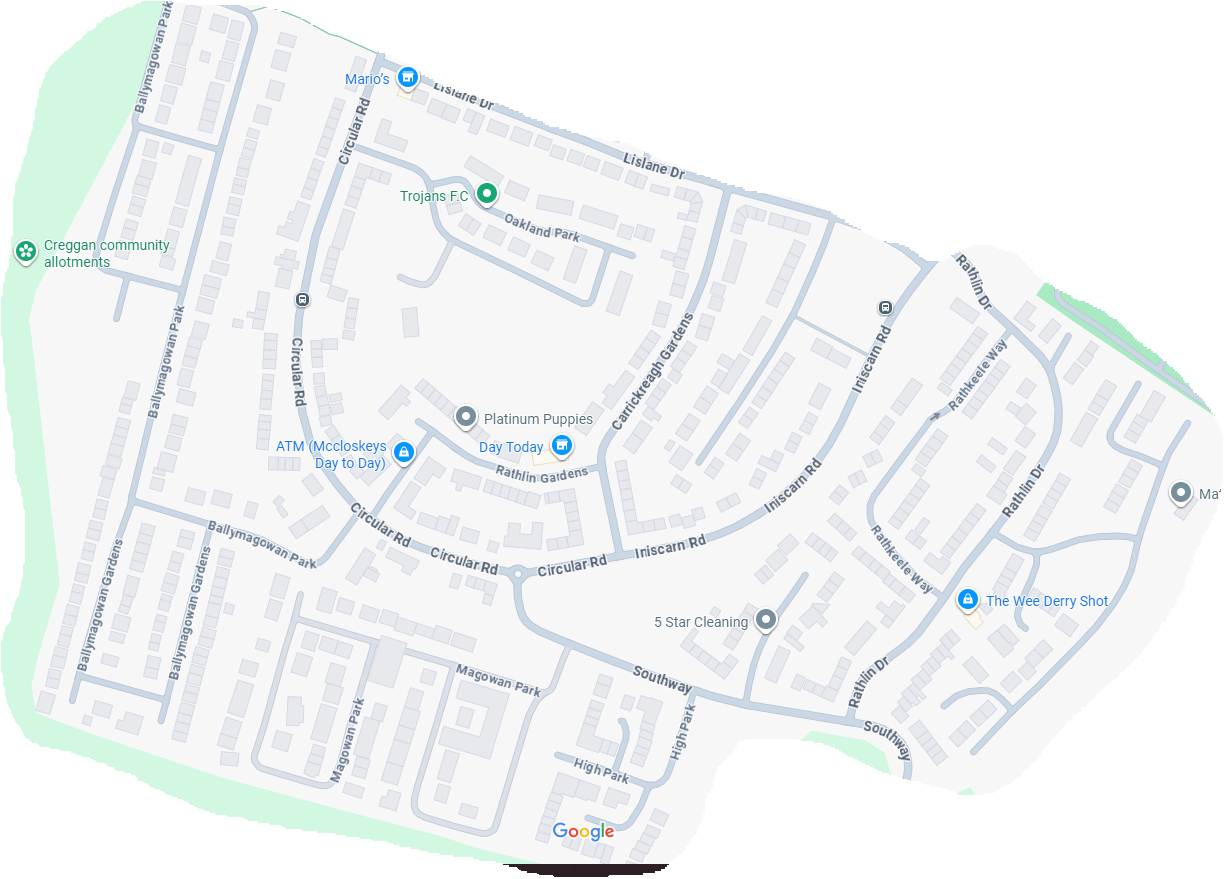 Ballymagowan Park
Mario's
Lislane Dr
Circular Rd
Lislane Dr
Trojans F.C
Oakland Park
Creggan community
allotments
Rathlin Dr
Ballymagowan Park
Circular Rd
Carrickreagh Gardens
Iniscarn Rd
Rathkeele Way
Platinum Puppies
Day Today
ATM (Mccloskeys
Day to Day)
Rathlin Gardens
Iniscarn Rd
Rathlin Dr
Ballymagowan Park
Circular Rd
Circular Rd
Circular Rd
Iniscarn Rd
Rathkeele Way
Ballymagowan Gardens
Ballymagowan Gardens
The Wee Derry Shot
5 Star Cleaning
Magowan Park
Southway
Rathlin Dr
Magowan Park
High Park
Southway
High Park
Google